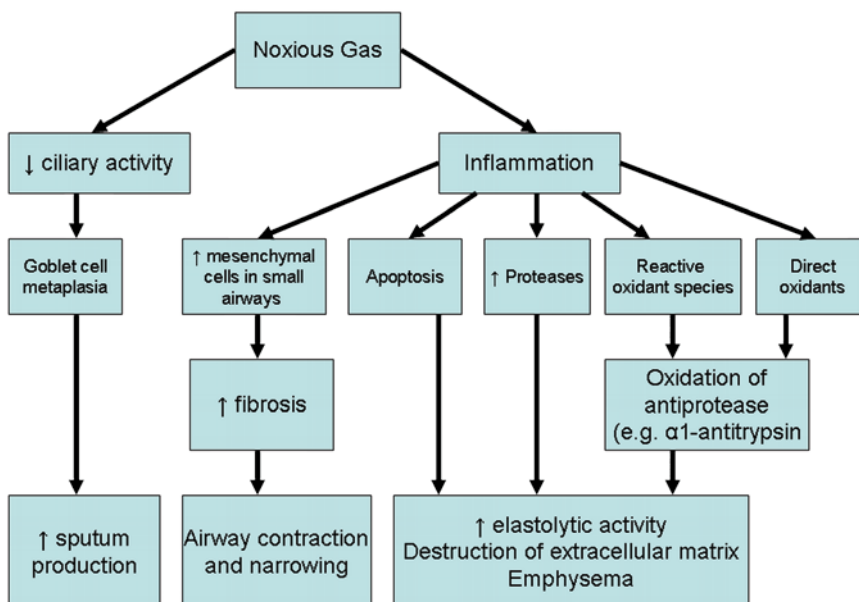 Noxious Gas
↓ ciliary activity
Inflammation
Goblet cell
metaplasia
↑ mesenchymal
cells in small
airways
Apoptosis
↑ Proteases
Reactive
oxidant species
Direct
oxidants
↑ fibrosis
Oxidation of
antiprotease
(e.g. α1-antitrypsin
↑ sputum
production
Airway contraction
and narrowing
↑ elastolytic activity
Destruction of extracellular matrix
Emphysema